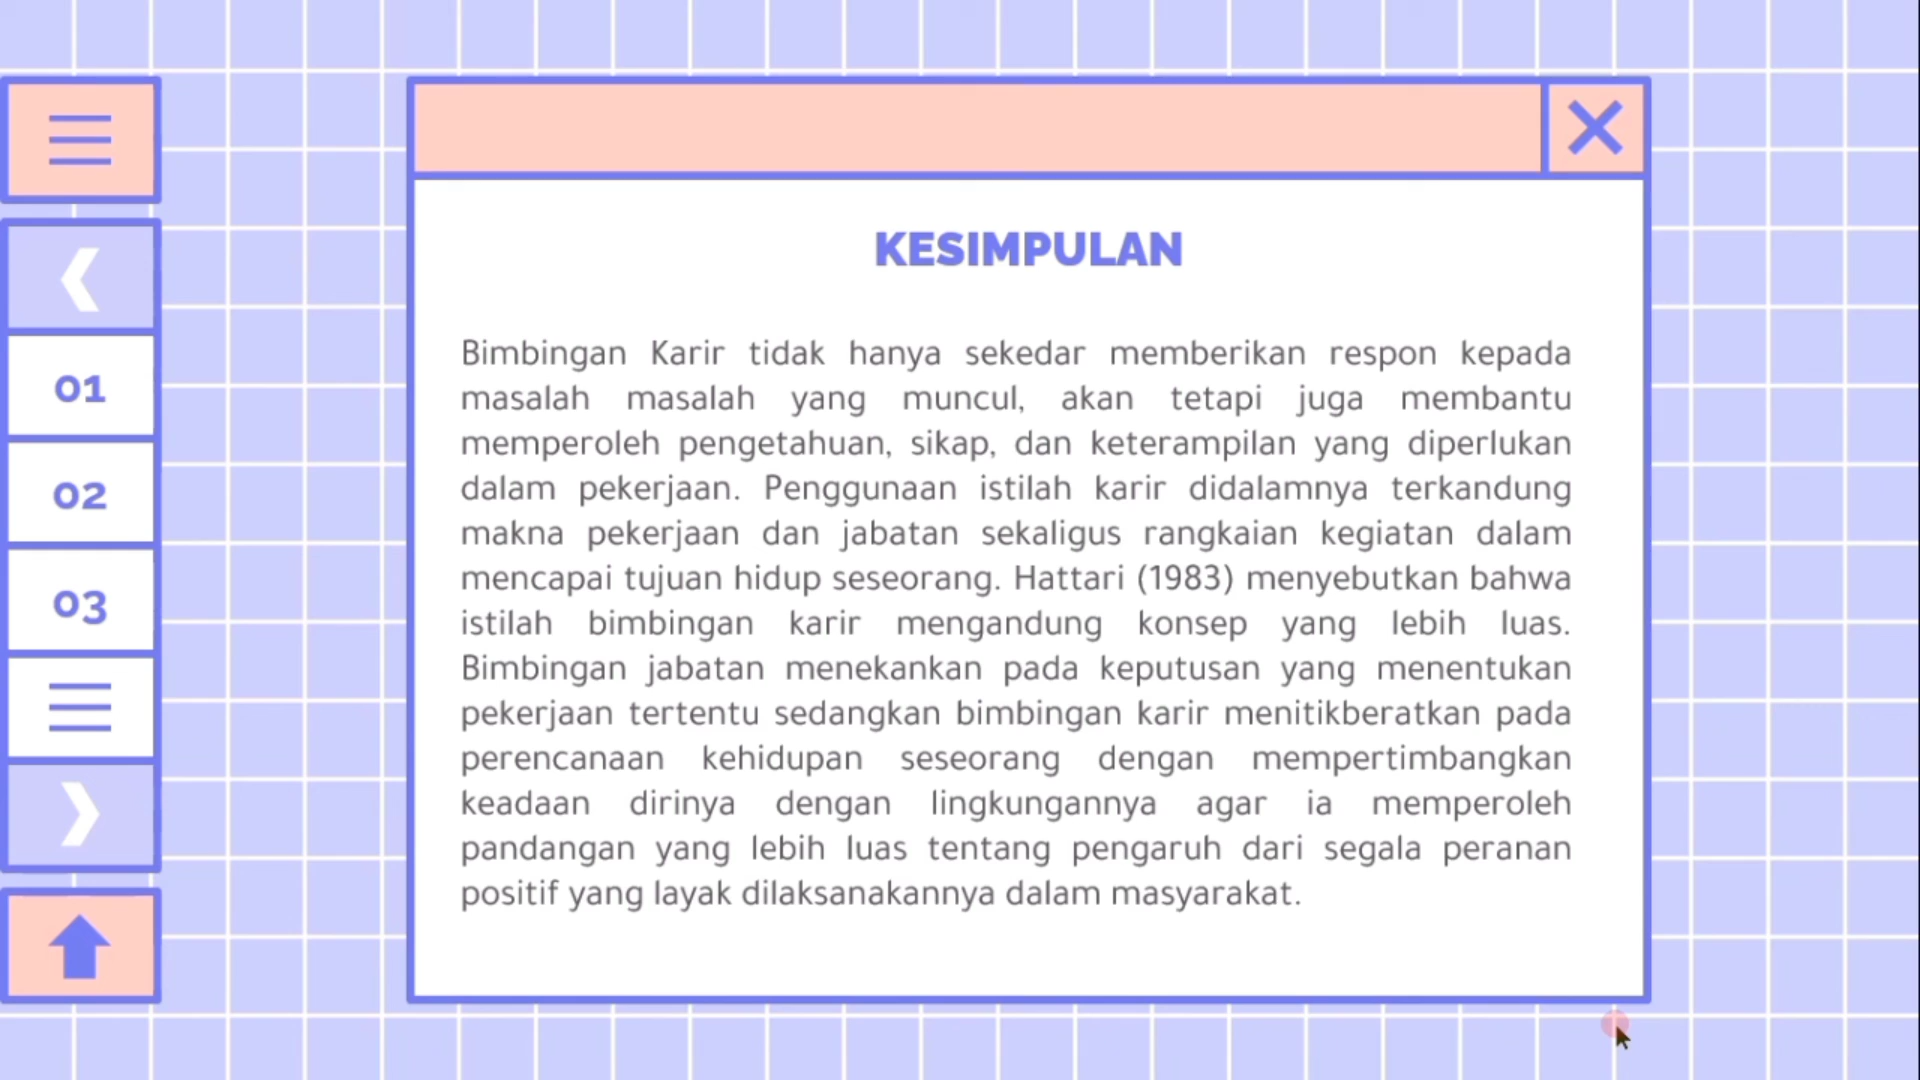 01
02
03
KESIMPULAN
Bimbingan Karir tidak hanya sekedar memberikan respon kepada
masalah masalah yang muncul, akan tetapi juga membantu
memperoleh pengetahuan, sikap, dan keterampilan yang diperlukan
dalam pekerjaan. Penggunaan istilah karir didalamnya terkandung
makna pekerjaan dan jabatan sekaligus rangkaian kegiatan dalam
mencapai tujuan hidup seseorang. Hattari (1983) menyebutkan bahwa
istilah bimbingan karir mengandung konsep yang lebih luas.
Bimbingan jabatan menekankan pada keputusan yang menentukan
pekerjaan tertentu sedangkan bimbingan karir menitikberatkan pada
perencanaan kehidupan seseorang dengan mempertimbangkan
keadaan dirinya dengan lingkungannya agar ia memperoleh
pandangan yang lebih luas tentang pengaruh dari segala peranan
positif yang layak dilaksanakannya dalam masyarakat.